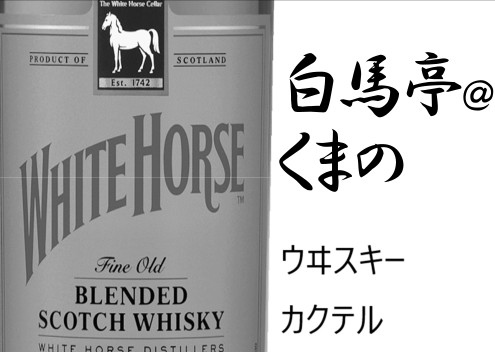 The White Horse Cellar
Est. 1742
PRODUCT OF SCOTLAND
WHITE HORSE
TM
Fine Old
BLENDED
SCOTCH WHISKY
WHITE HORSE DISTILLERS
白馬亭@
くまの
ウヰスキー
カクテル